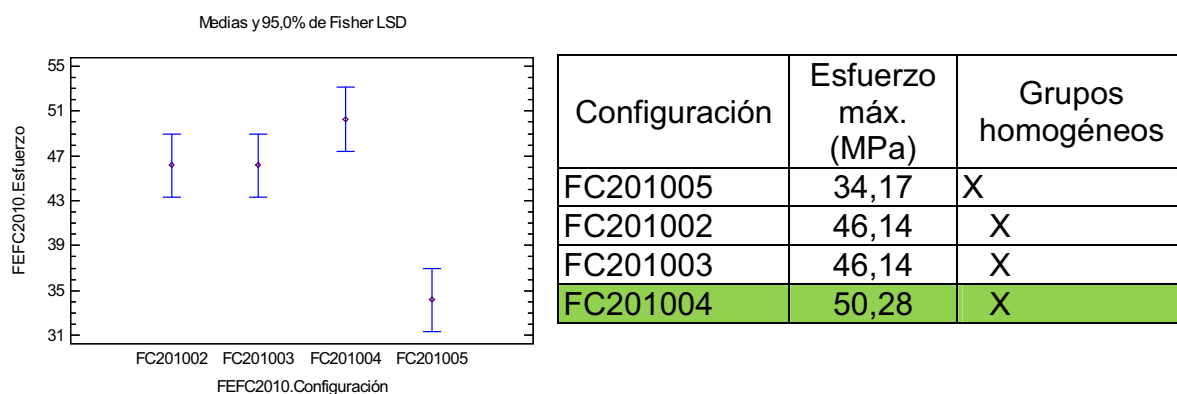 Medias y 95,0% de Fisher LSD
FEFC2010.Esfuerzo
55
51
47
43
39
35
31
FC201002 FC201003 FC201004 FC201005
FEFC2010.Configuración
Configuración
Esfuerzo
máx.
(MPa)
Grupos
homogéneos
FC201005 34,17 X
FC201002 46,14 X
FC201003 46,14 X
FC201004 50,28 X